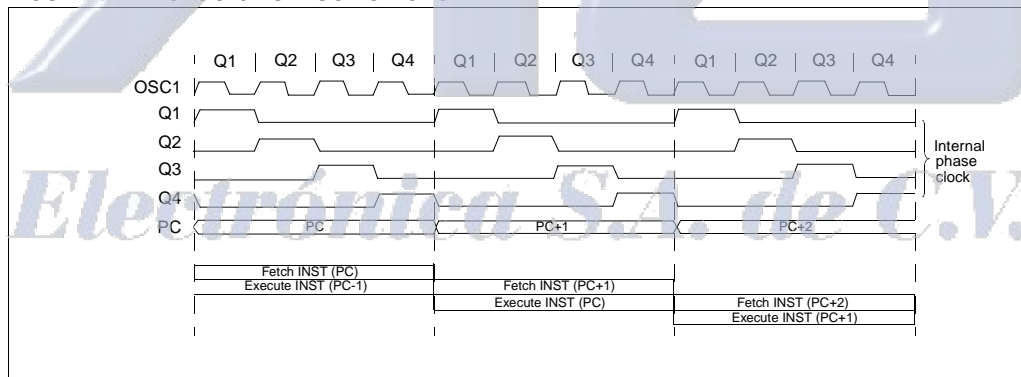 Q1 Q2 Q3 Q4 Q1 Q2 Q3 Q4 Q1 Q2 Q3 Q4
OSC1
Q1
Q2
Q3
Q4
Internal
phase
clock
PC PC PC+1 PC+2
Electrónica S.A. de C.V.
Fetch INST (PC)
Execute INST (PC-1) Fetch INST (PC+1)
Execute INST (PC) Fetch INST (PC+2)
Execute INST (PC+1)